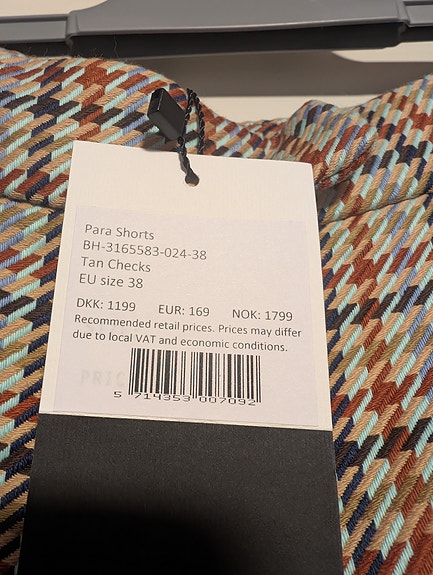 Para Shorts
BH-3165583-024-38
Tan Checks
EU size 38
DKK: 1199 EUR: 169 NOK: 1799
Recommended retail prices. Prices may differ
due to local VAT and economic conditions.
PRIC
5 714353 007092